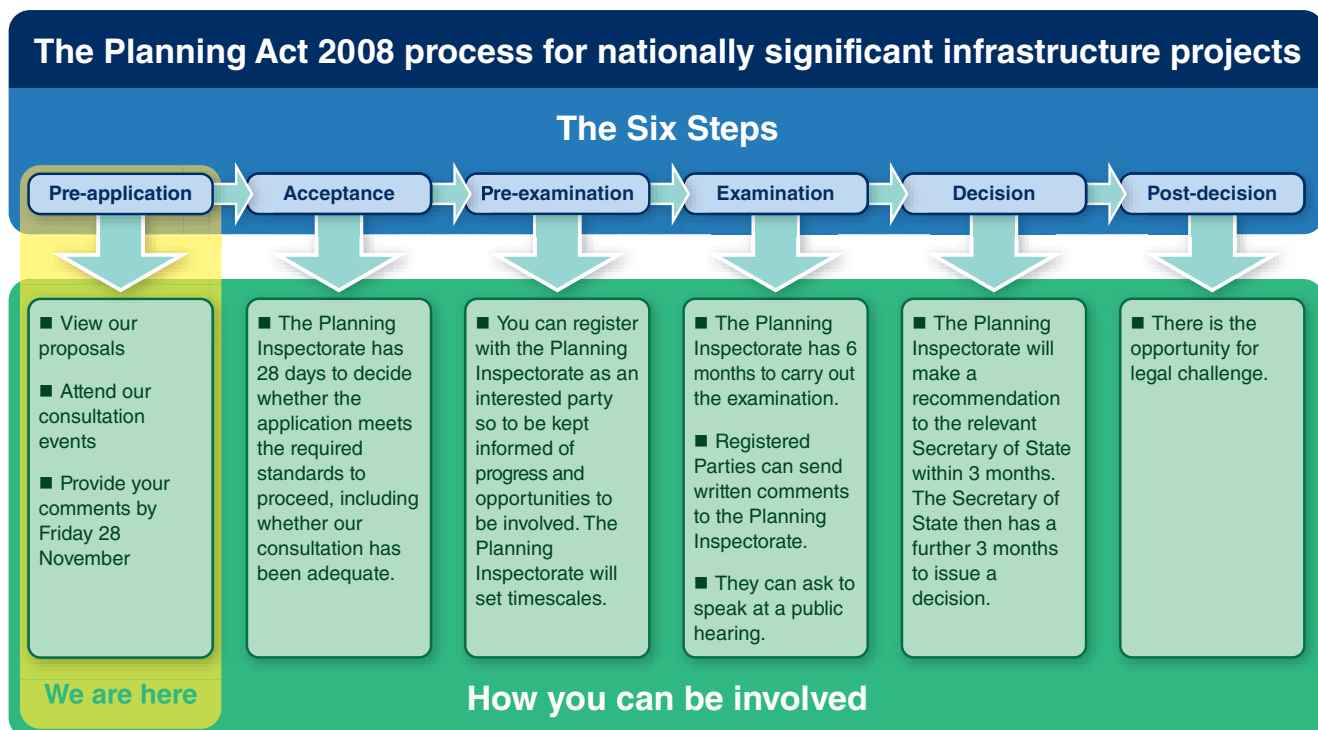 The Planning Act 2008 process for nationally significant infrastructure projects
The Six Steps
Pre-application
Acceptance
Pre-examination
Examination
Decision
Post-decision
■ View our
proposals
■ Attend our
consultation
events
■ Provide your
comments by
Friday 28
November
■ The Planning
Inspectorate has
28 days to decide
whether the
application meets
the required
standards to
proceed, including
whether our
consultation has
been adequate.
■ You can register
with the Planning
Inspectorate as an
interested party
so to be kept
informed of
progress and
opportunities to
be involved. The
Planning
Inspectorate will
set timescales.
■ The Planning
Inspectorate has 6
months to carry out
the examination.
■ Registered
Parties can send
written comments
to the Planning
Inspectorate.
■ They can ask to
speak at a public
hearing.
■ The Planning
Inspectorate will
make a
recommendation
to the relevant
Secretary of State
within 3 months.
The Secretary of
State then has a
further 3 months
to issue a
decision.
■ There is the
opportunity for
legal challenge.
We are here
How you can be involved